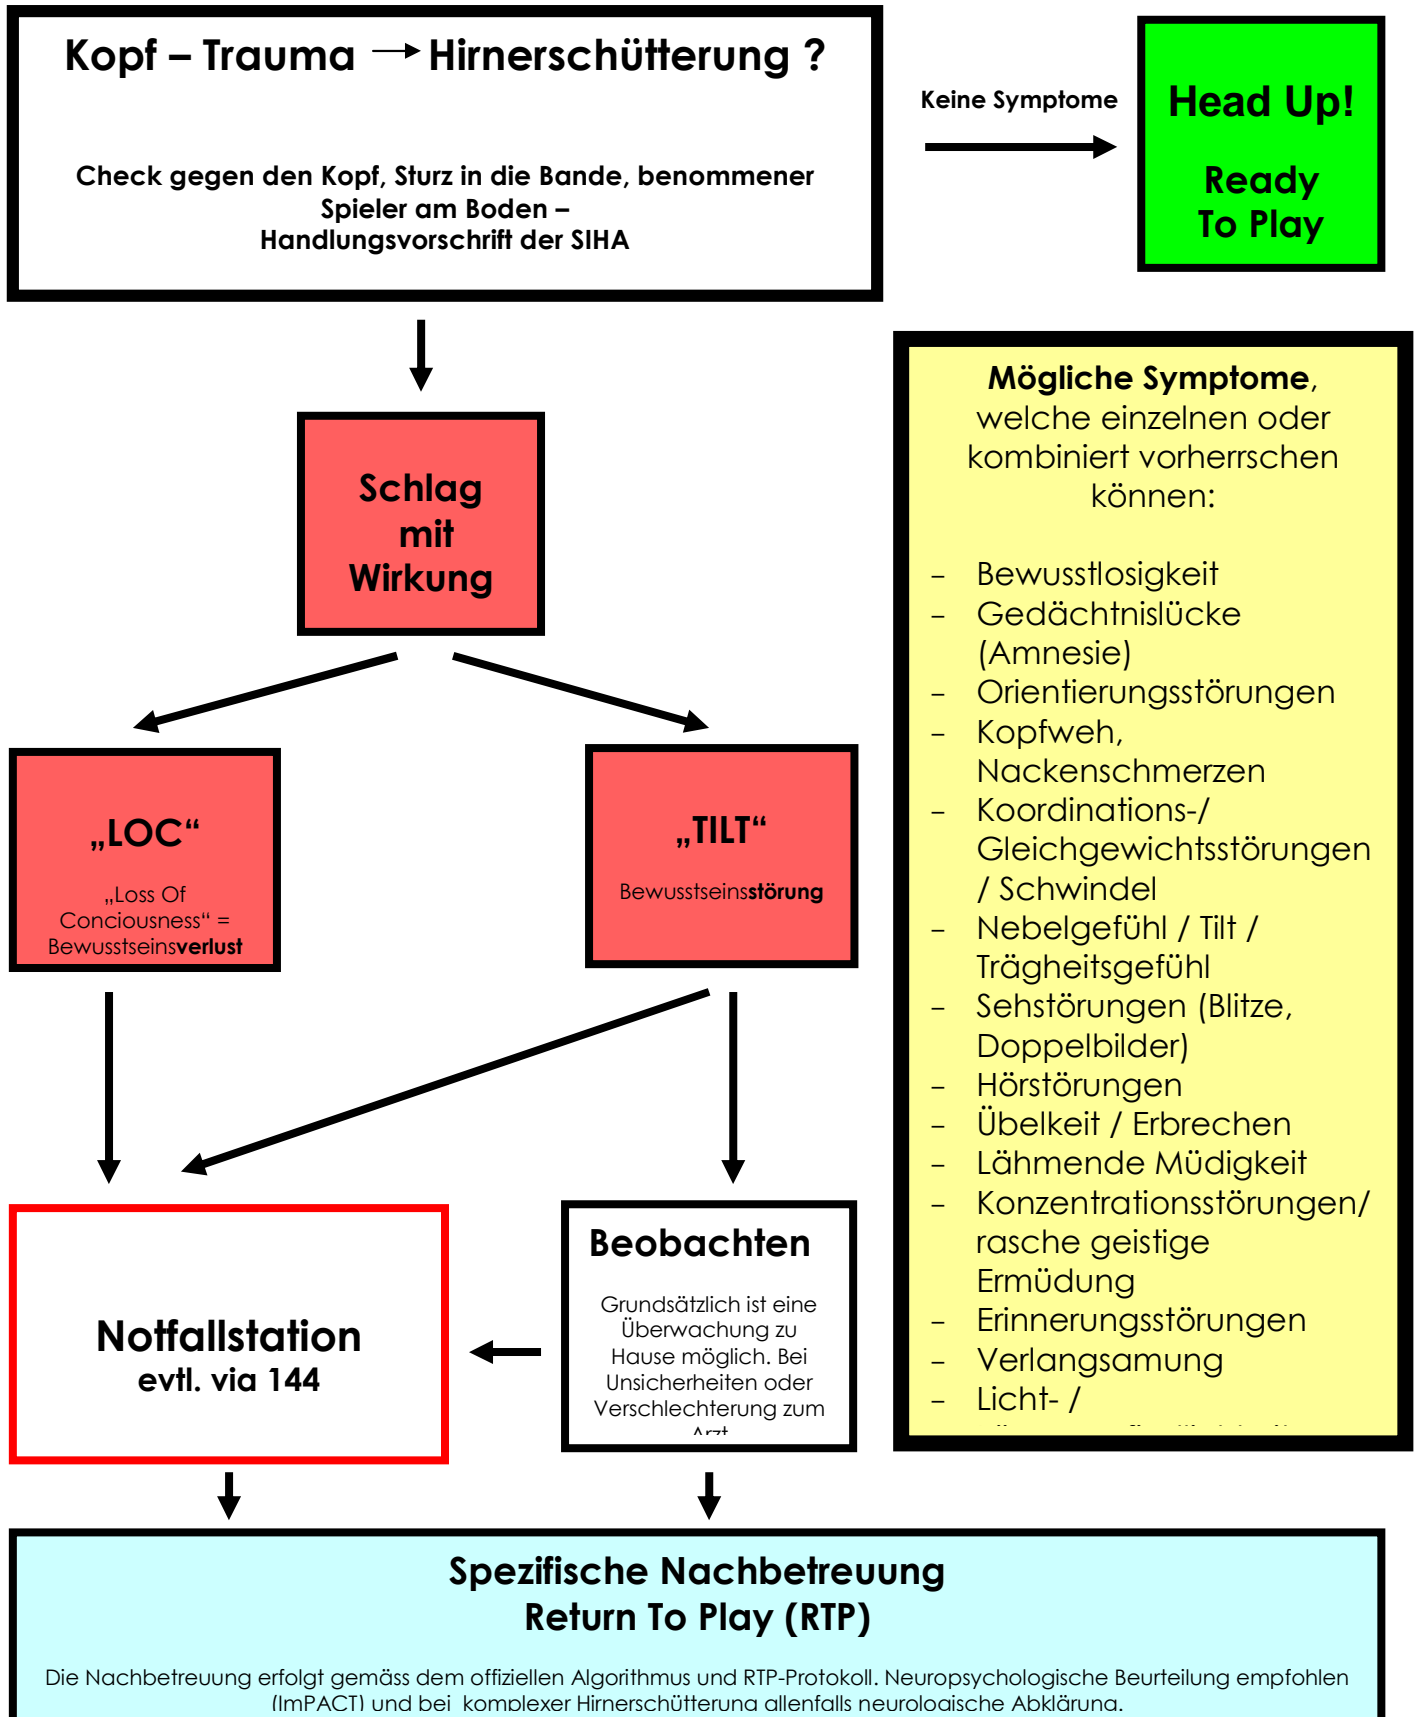 Kopf – Trauma → Hirnerschütterung ?
Check gegen den Kopf, Sturz in die Bande, benommener
Spieler am Boden –
Handlungsvorschrift der SIHA
Keine Symptome
Head Up!
Ready
To Play
Schlag
mit
Wirkung
„LOC“
„Loss Of
Conciousness“ =
Bewusstseinsverlust
„TILT“
Bewusstseinsstörung
Mögliche Symptome,
welche einzelnen oder
kombiniert vorherrschen
können:
- Bewusstlosigkeit
- Gedächtnislücke
(Amnesie)
- Orientierungsstörungen
- Kopfweh,
Nackenschmerzen
- Koordinations-/
Gleichgewichtsstörungen
/ Schwindel
- Nebelgefühl / Tilt /
Trägheitsgefühl
- Sehstörungen (Blitze,
Doppelbilder)
- Hörstörungen
- Übelkeit / Erbrechen
- Lähmende Müdigkeit
- Konzentrationsstörungen/
rasche geistige
Ermüdung
- Erinnerungsstörungen
- Verlangsamung
- Licht- /
Notfallstation
evtl. via 144
Beobachten
Grundsätzlich ist eine
Überwachung zu
Hause möglich. Bei
Unsicherheiten oder
Verschlechterung zum
Arzt
Spezifische Nachbetreuung
Return To Play (RTP)
Die Nachbetreuung erfolgt gemäss dem offiziellen Algorithmus und RTP-Protokoll. Neuropsychologische Beurteilung empfohlen
(ImPACT) und bei komplexer Hirnerschütterung allenfalls neurologische Abklärung.